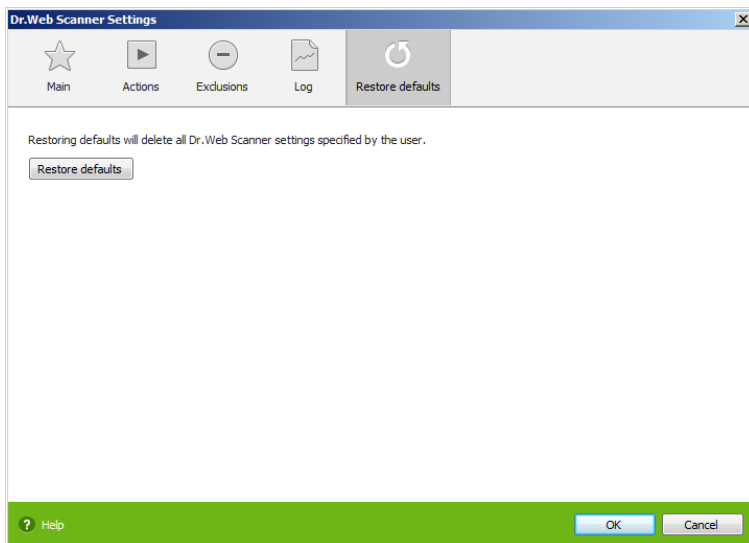 Dr.Web Scanner Settings
Main
Actions
Exclusions
Log
Restore defaults
Restoring defaults will delete all Dr.Web Scanner settings specified by the user.
Restore defaults
? Help
OK
Cancel